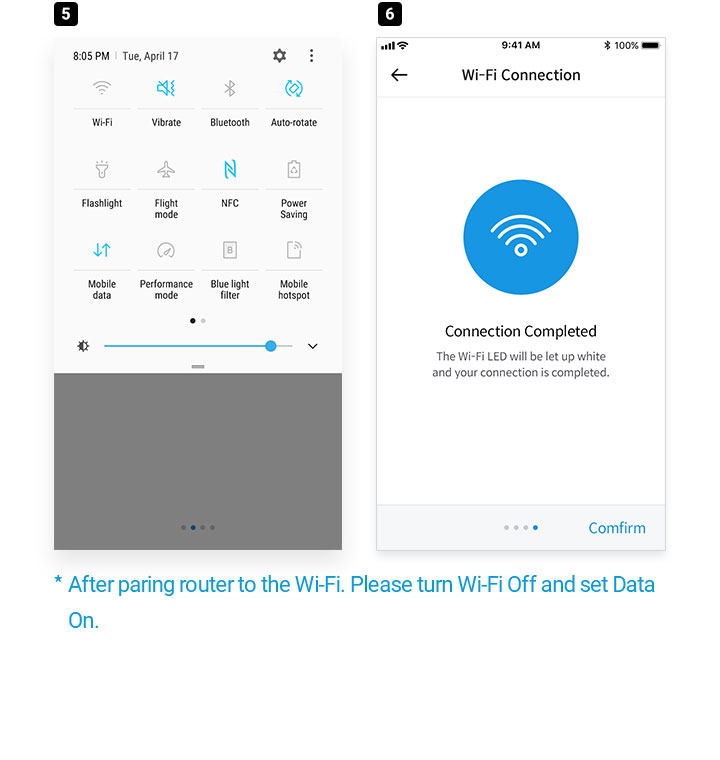 5
8:05 PM | Tue, April 17
Wi-Fi Vibrate Bluetooth Auto-rotate
Flashlight Flight mode NFC Power Saving
Mobile data Performance mode Blue light filter Mobile hotspot
6
9:41 AM 100%
Wi-Fi Connection
Connection Completed
The Wi-Fi LED will be let up white
and your connection is completed.
Comfirm
* After paring router to the Wi-Fi. Please turn Wi-Fi Off and set Data
On.